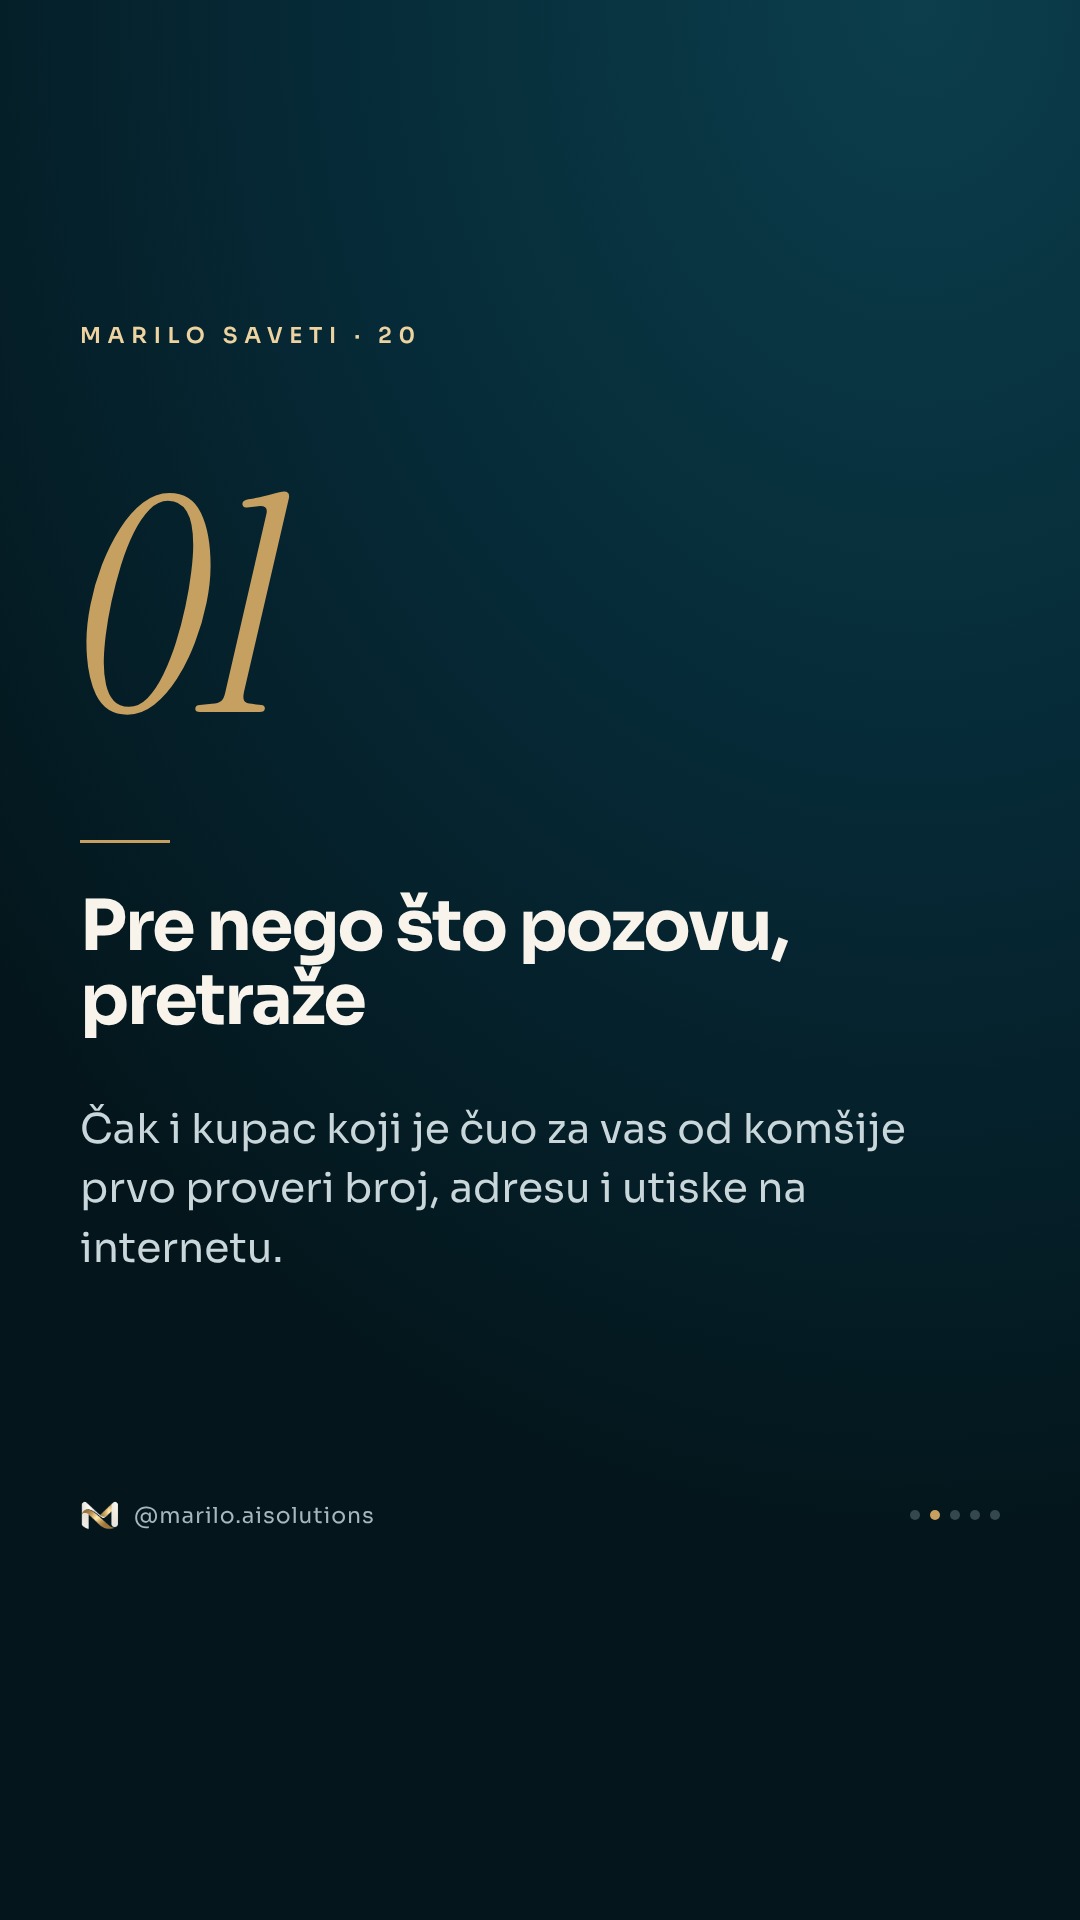 MARILO SAVETI · 20
01
Pre nego što pozovu,
pretraže
Čak i kupac koji je čuo za vas od komšije
prvo proveri broj, adresu i utiske na
internetu.
@marilo.aisolutions